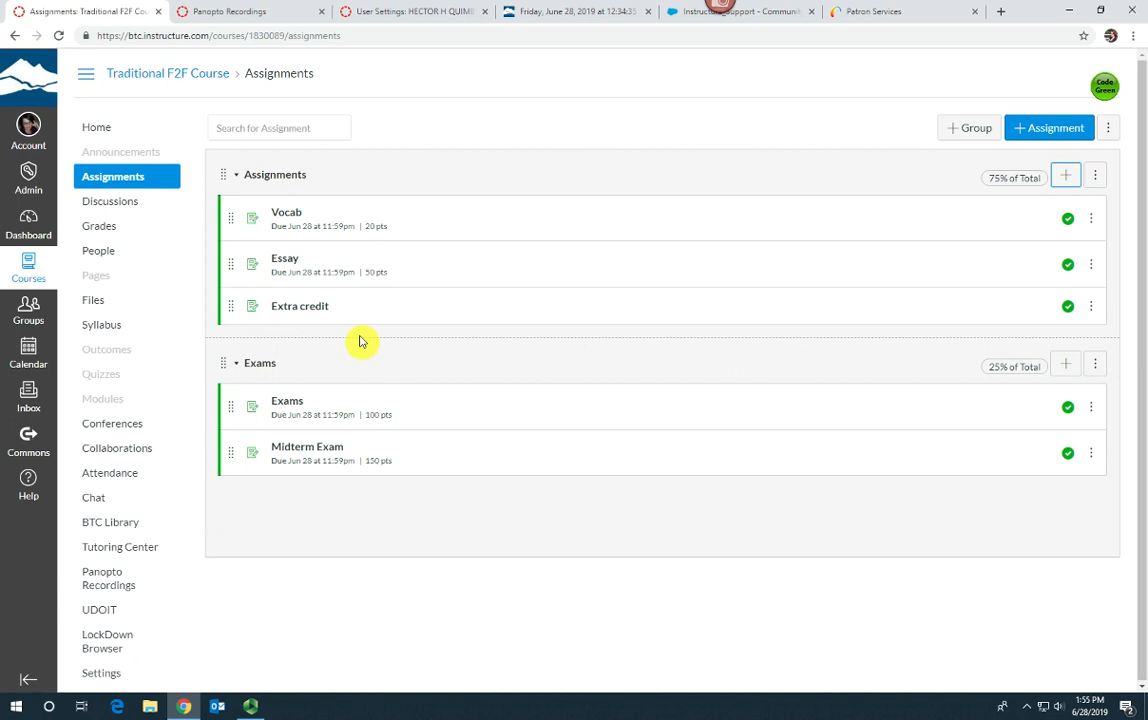 Assignments: Traditional F2F Cou
Panopto Recordings
User Settings: HECTOR H QUIMI
Friday, June 28, 2019 at 12:34:35
Patron Services
https://btc.instructure.com/courses/1830089/assignments
Traditional F2F Course › Assignments
Code
Green
Account
Admin
Dashboard
Courses
Groups
Calendar
Inbox
Commons
Help
Home
Announcements
Assignments
Discussions
Grades
People
Pages
Files
Syllabus
Outcomes
Quizzes
Modules
Conferences
Collaborations
Attendance
Chat
BTC Library
Tutoring Center
Panopto
Recordings
UDOIT
LockDown
Browser
Settings
Search for Assignment
+ Group
+ Assignment
Assignments
75% of Total
Vocab
Due Jun 28 at 11:59pm | 20 pts
Essay
Due Jun 28 at 11:59pm | 50 pts
Extra credit
Exams
25% of Total
Exams
Due Jun 28 at 11:59pm | 100 pts
Midterm Exam
Due Jun 28 at 11:59pm | 150 pts
1:55 PM
6/28/2019